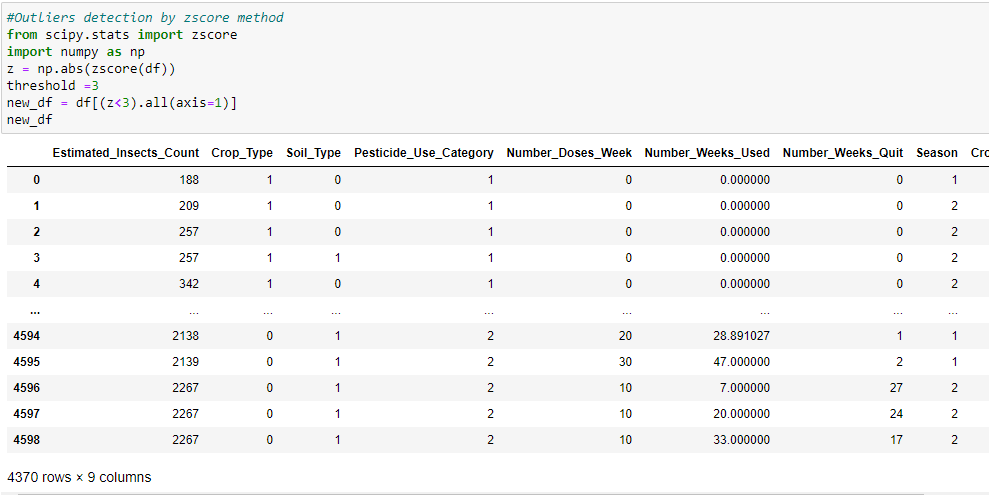 #Outliers detection by zscore method
from scipy.stats import zscore
import numpy as np
z = np.abs(zscore(df))
threshold =3
new_df = df[(z<3).all(axis=1)]
new_df
Estimated_Insects_Count Crop_Type Soil_Type Pesticide_Use_Category Number_Doses_Week Number_Weeks_Used Number_Weeks_Quit Season Cro
0 188 1 0 1 0 0.000000 0 1
1 209 1 0 1 0 0.000000 0 2
2 257 1 0 1 0 0.000000 0 2
3 257 1 1 1 0 0.000000 0 2
4 342 1 0 1 0 0.000000 0 2
... ... ... ... ... ... ... ... ...
4594 2138 0 1 2 20 28.891027 1 1
4595 2139 0 1 2 30 47.000000 2 1
4596 2267 0 1 2 10 7.000000 27 2
4597 2267 0 1 2 10 20.000000 24 2
4598 2267 0 1 2 10 33.000000 17 2
4370 rows × 9 columns